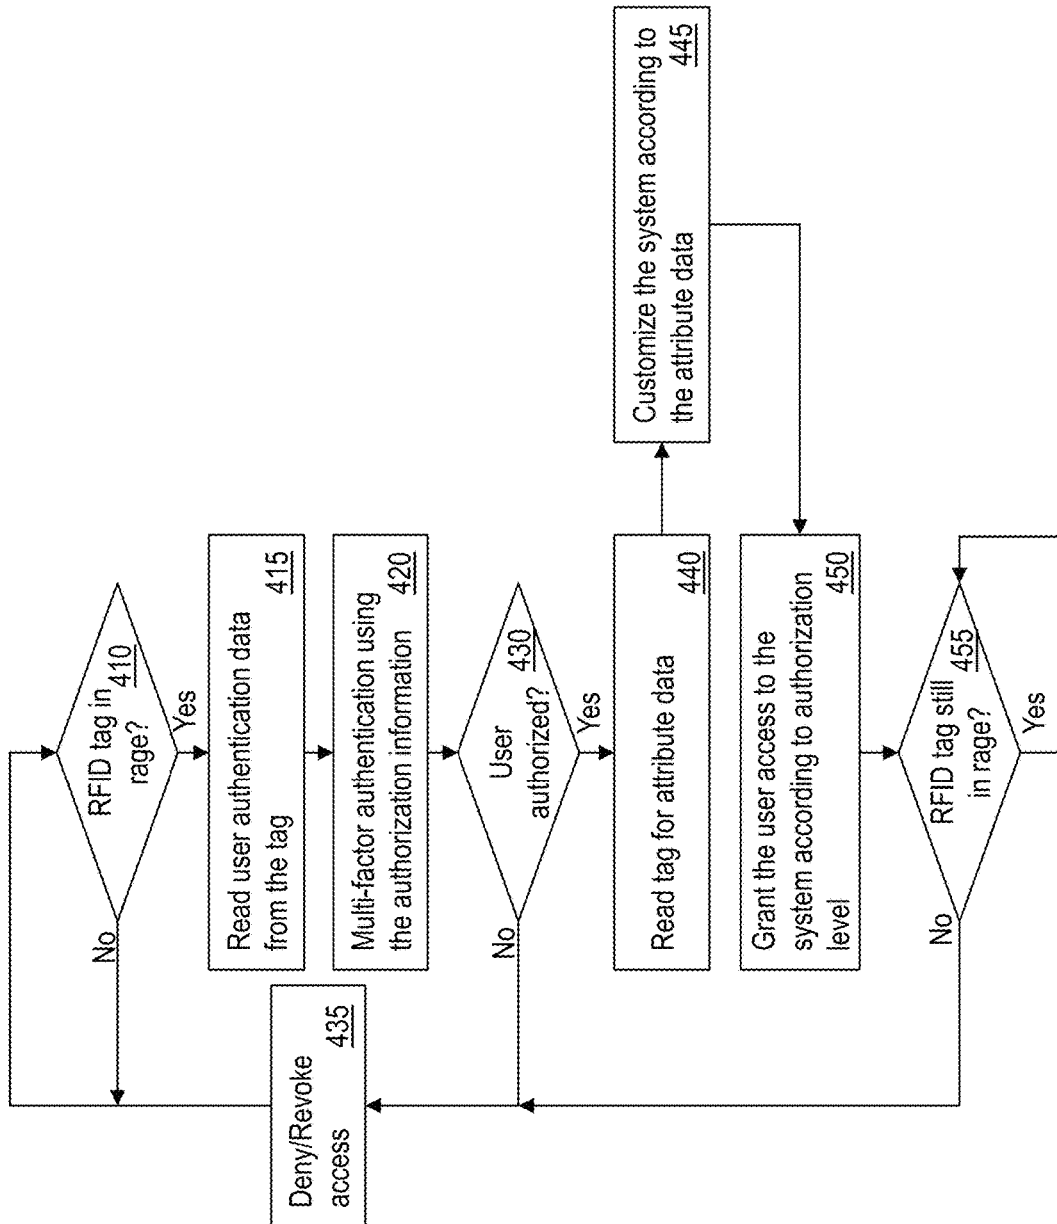 RFID tag in
rage?
410
Yes
No
Read user authentication data
from the tag
415
Multi-factor authentication using
the authorization information
420
User
authorized?
430
No
Yes
Deny/Revoke
access
435
Read tag for attribute data
440
Customize the system according to
the attribute data
445
Grant the user access to the
system according to authorization
level
450
RFID tag still
in rage?
455
No
Yes